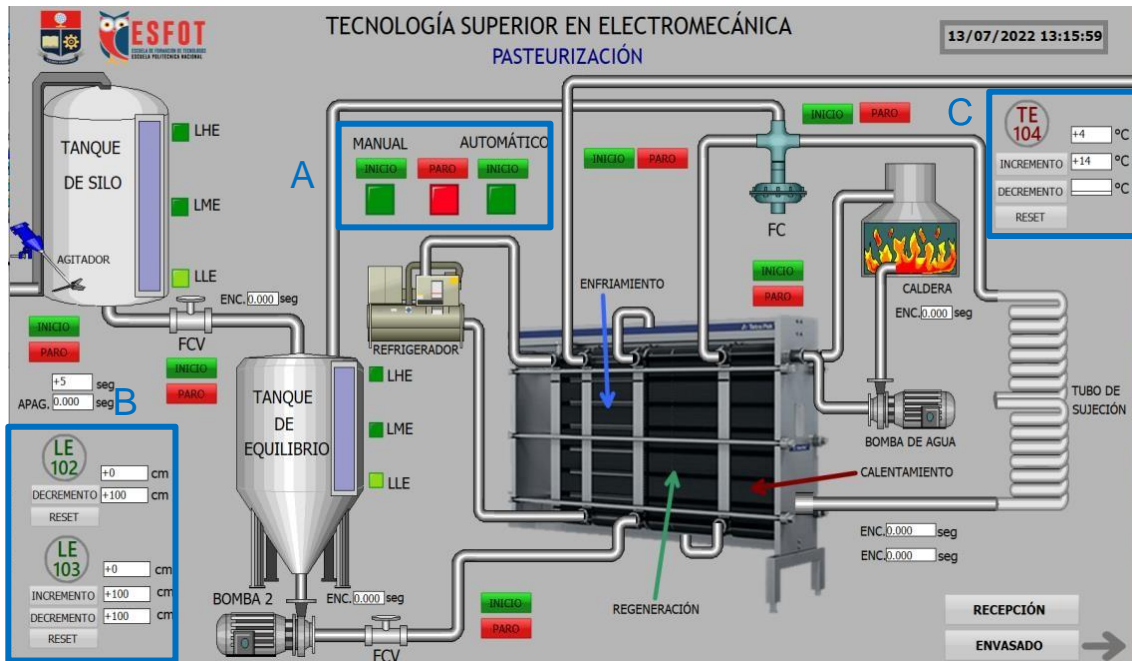 ESFOT
ESCUELA DE FORMACIÓN DE TECNÓLOGOS
ESCUELA POLITÉCNICA NACIONAL
TECNOLOGÍA SUPERIOR EN ELECTROMECÁNICA
PASTEURIZACIÓN
13/07/2022 13:15:59
TANQUE
DE SILO
LHE
LME
LLE
AGITADOR
ENC. 0.000 seg
FCV
INICIO
PARO
INICIO
PARO
+5 seg
APAG. 0.000 seg
A
MANUAL
AUTOMÁTICO
INICIO
PARO
INICIO
INICIO
PARO
INICIO
PARO
FC
C
TE
104
+4 °C
INCREMENTO +14 °C
DECREMENTO °C
RESET
REFRIGERADOR
ENFRIAMIENTO
INICIO
PARO
CALDERA
ENC. 0.000 seg
TANQUE
DE
EQUILIBRIO
LHE
LME
LLE
BOMBA DE AGUA
TUBO DE
SUJECIÓN
CALENTAMIENTO
B
LE
102
+0 cm
DECREMENTO +100 cm
RESET
LE
103
+0 cm
INCREMENTO +100 cm
DECREMENTO +100 cm
RESET
ENC. 0.000 seg
ENC. 0.000 seg
REGENERACIÓN
BOMBA 2
ENC. 0.000 seg
FCV
INICIO
PARO
RECEPCIÓN
ENVASADO